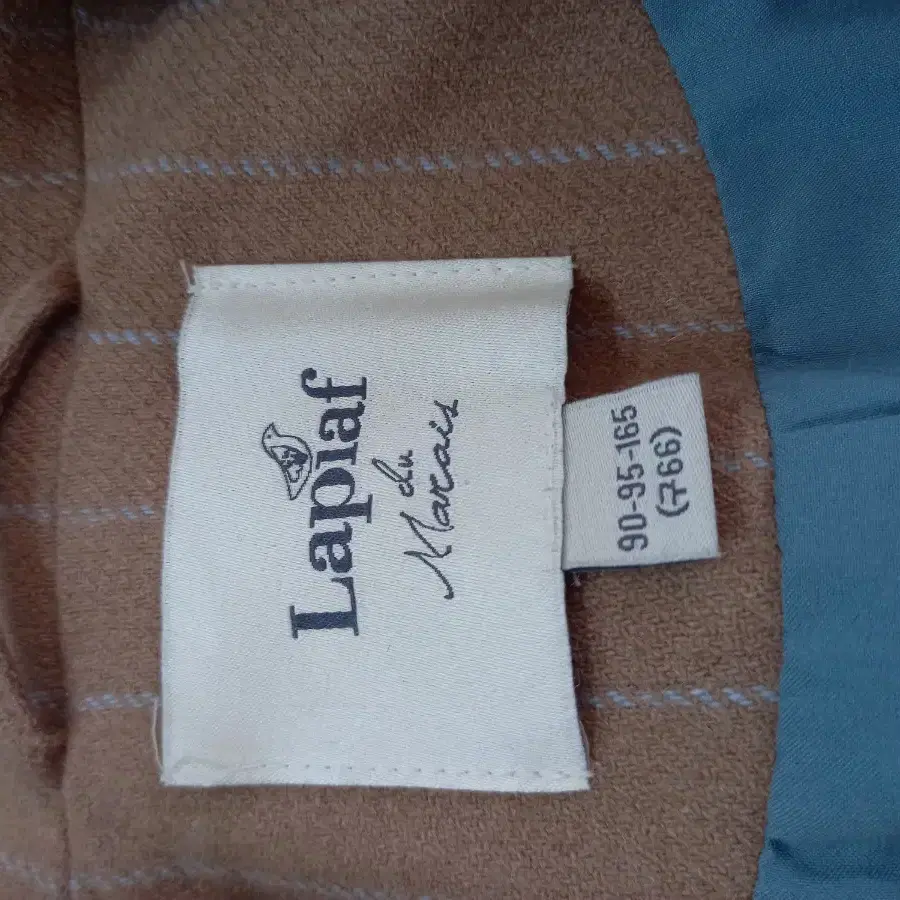 Lapiaf
du
Marais
90-95-165
(766)